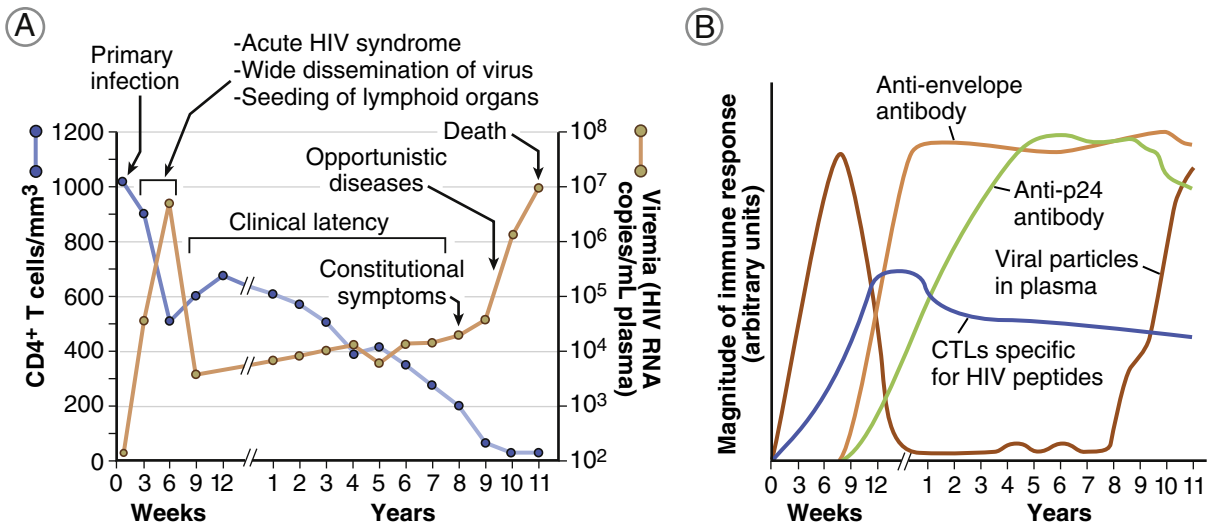 A
Primary
infection
-Acute HIV syndrome
-Wide dissemination of virus
-Seeding of lymphoid organs
Death
Opportunistic
diseases
Clinical latency
Constitutional
symptoms
CD4+ T cells/mm3
1200
1000
800
600
400
200
0
Viremia (HIV RNA
copies/mL plasma)
10^8
10^7
10^6
10^5
10^4
10^3
10^2
0 3 6 9 12 1 2 3 4 5 6 7 8 9 10 11
Weeks Years
B
Magnitude of immune response
(arbitrary units)
Anti-envelope
antibody
Anti-p24
antibody
Viral particles
in plasma
CTLs specific
for HIV peptides
0 3 6 9 12 1 2 3 4 5 6 7 8 9 10 11
Weeks Years